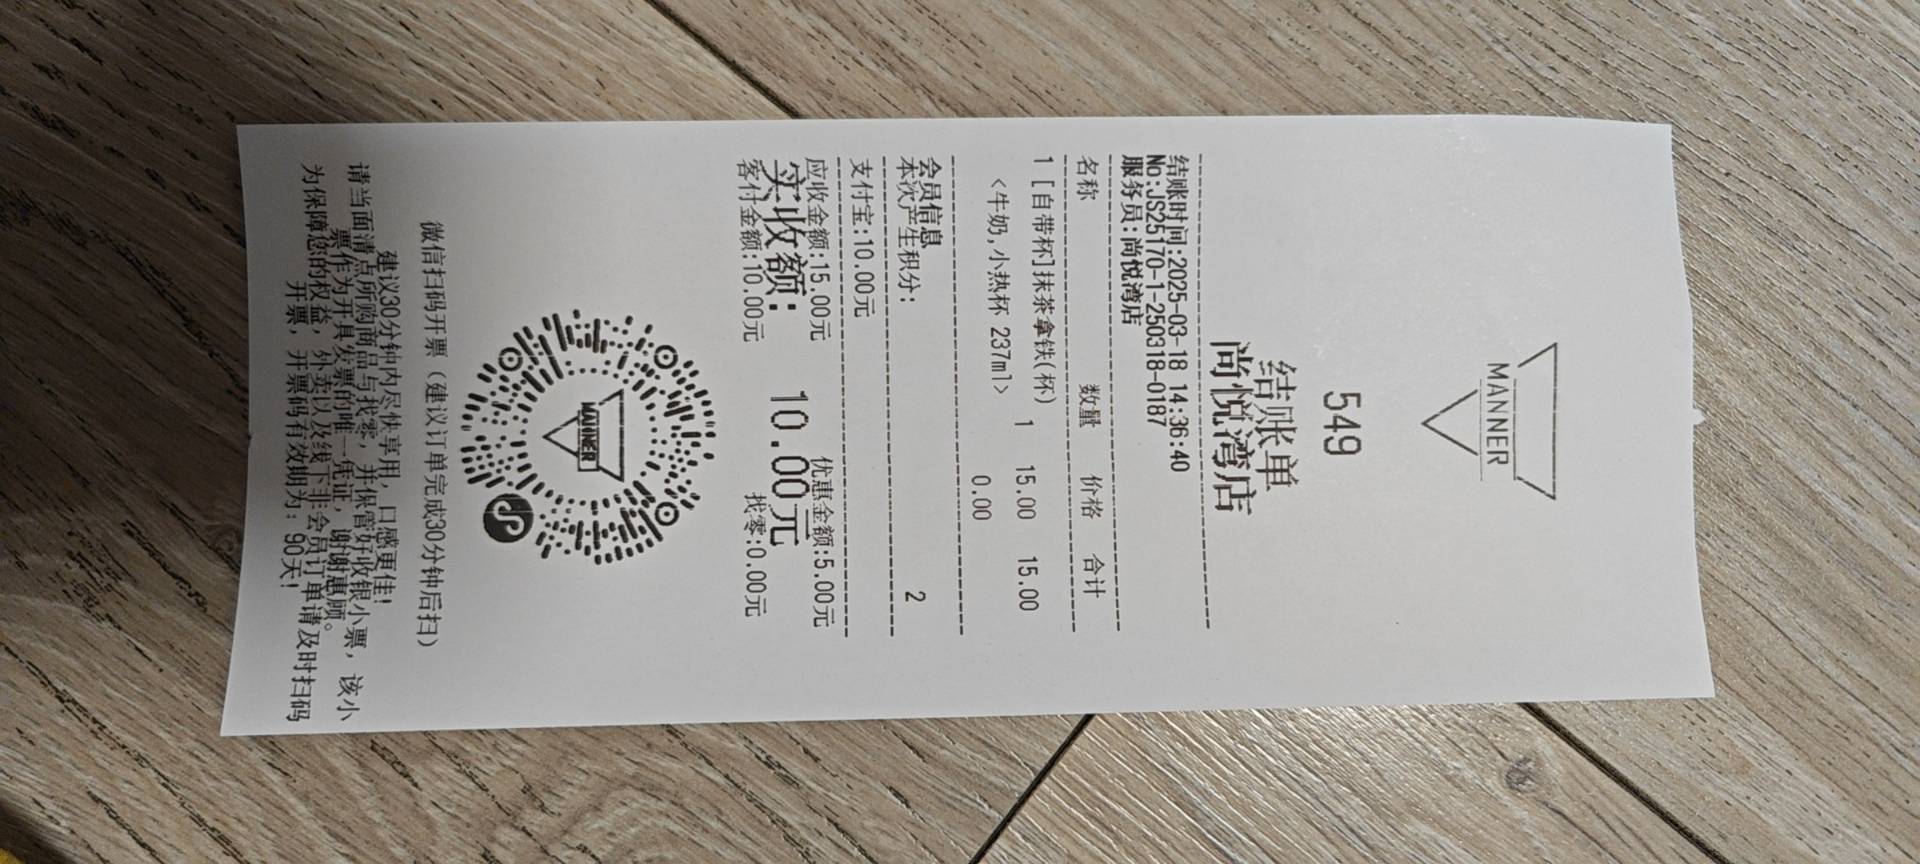 MANNER
549
结账单
尚悦湾店
结账时间:2025-03-18 14:36:40
No:JS25170-1-250318-0187
服务员:尚悦湾店
名称 数量 价格 合计
1 [自带杯]抹茶拿铁(杯) 1 15.00 15.00
<牛奶,小热杯 237ml> 0.00
会员信息
本次产生积分: 2
支付宝:10.00元
应收金额:15.00元 优惠金额:5.00元
实收额: 10.00元
客付金额:10.00元 找零:0.00元
MANNER
微信扫码开票（建议订单完成30分钟后扫）
建议30分钟内尽快享用，口感更佳!
请当面清点所购商品与找零，并保管好收银小票，该小
票作为开具发票的唯一凭证，谢谢惠顾。
为保障您的权益，外卖以及线下非会员订单请及时扫码
开票，开票码有效期为：90天!